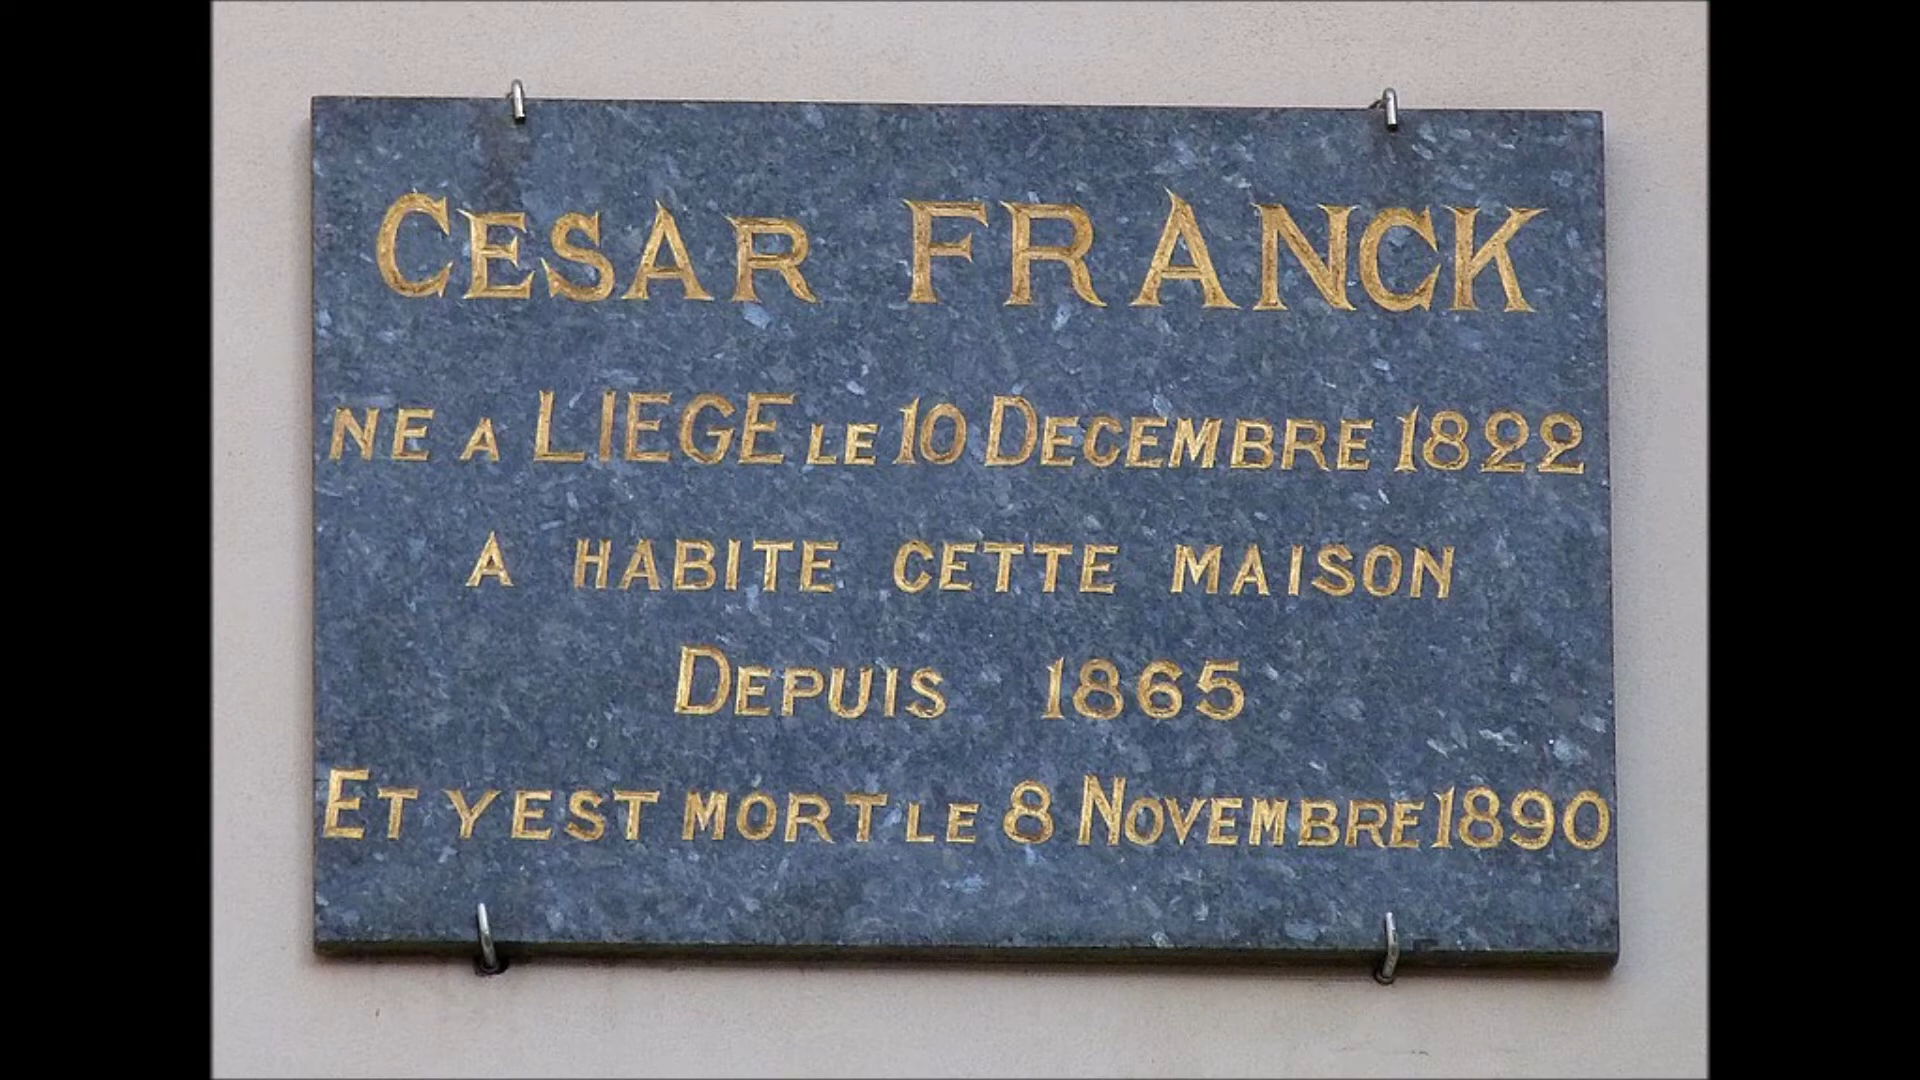 CESAR FRANCK
NE A LIEGE LE 10 DECEMBRE 1822
A HABITE CETTE MAISON
DEPUIS 1865
ET Y EST MORT LE 8 NOVEMBRE 1890